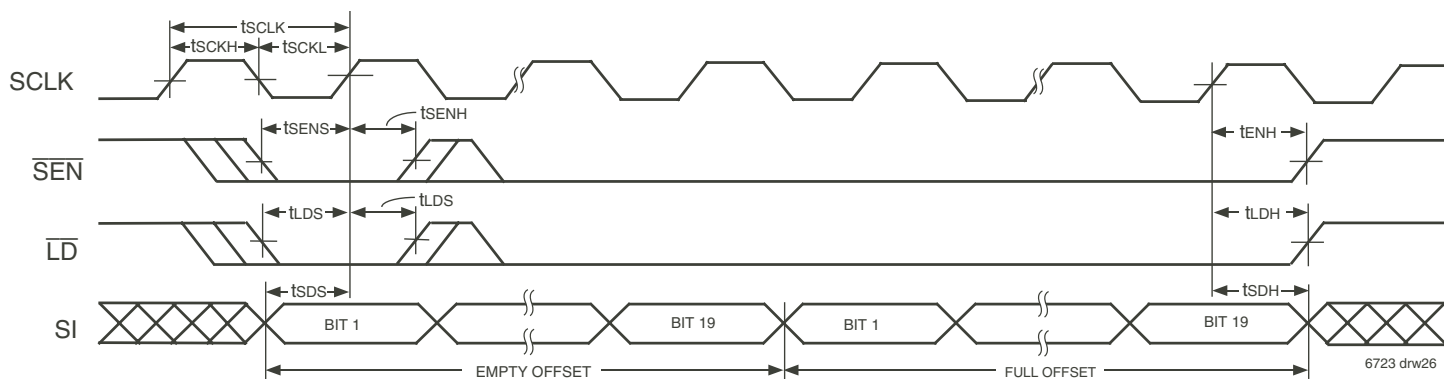 tSCLK
tSCKH tSCKL
SCLK
tSENH
tSENS
tENH
SEN
tLDS tLDS
tLDH
LD
tSDS
tSDH
SI
BIT 1 BIT 19 BIT 1 BIT 19
EMPTY OFFSET FULL OFFSET
6723 drw26